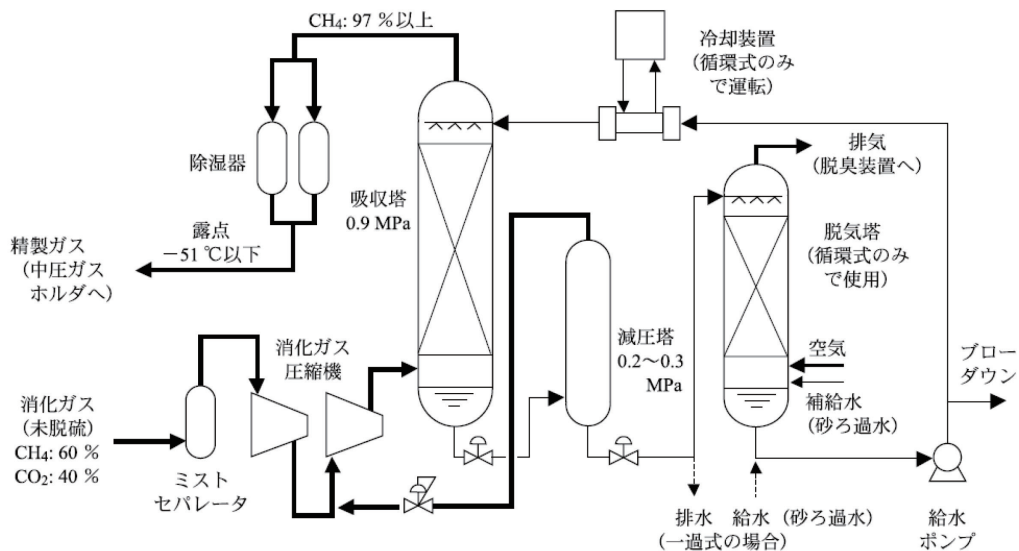 CH4: 97 %以上
冷却装置
（循環式のみ
で運転）
除湿器
吸収塔
0.9 MPa
排気
（脱臭装置へ）
露点
－51 ℃以下
精製ガス
（中圧ガス
ホルダへ）
脱気塔
（循環式のみ
で使用）
消化ガス
圧縮機
減圧塔
0.2～0.3
MPa
空気
補給水
（砂ろ過水）
ブロー
ダウン
消化ガス
（未脱硫）
CH4: 60 %
CO2: 40 %
ミスト
セパレータ
排水
（一過式の場合）
給水（砂ろ過水）
給水
ポンプ